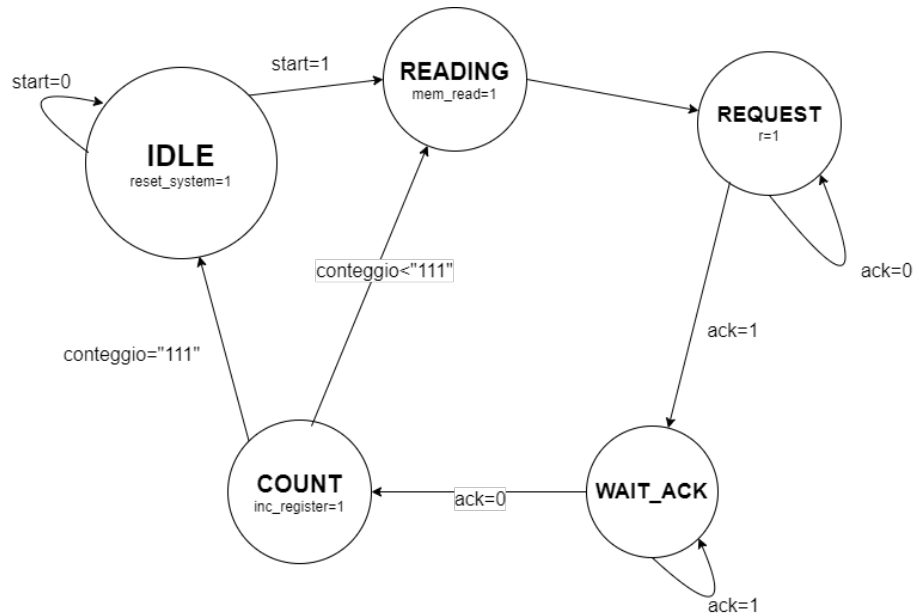 start=0
IDLE
reset_system=1
start=1
READING
mem_read=1
REQUEST
r=1
ack=0
ack=1
conteggio<"111"
conteggio="111"
COUNT
inc_register=1
ack=0
WAIT_ACK
ack=1